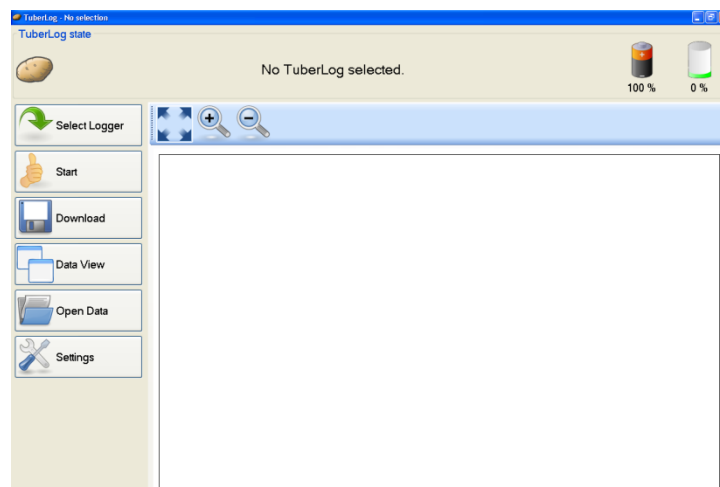 TuberLog - No selection
TuberLog state
No TuberLog selected.
100 %
0 %
Select Logger
Start
Download
Data View
Open Data
Settings